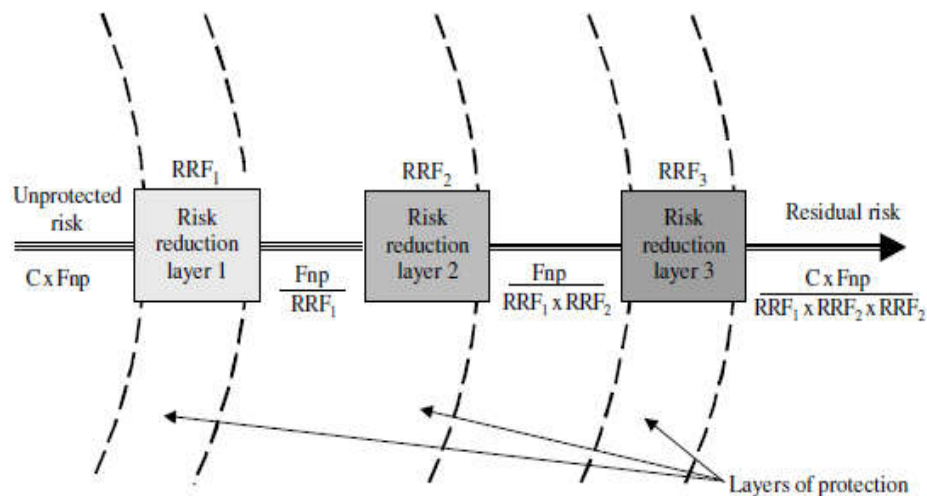 RRF₁
RRF₂
RRF₃
Unprotected
risk
Risk
reduction
layer 1
Risk
reduction
layer 2
Risk
reduction
layer 3
Residual risk
C x Fnp
Fnp
RRF₁
Fnp
RRF₁ x RRF₂
C x Fnp
RRF₁ x RRF₂ x RRF₂
Layers of protection